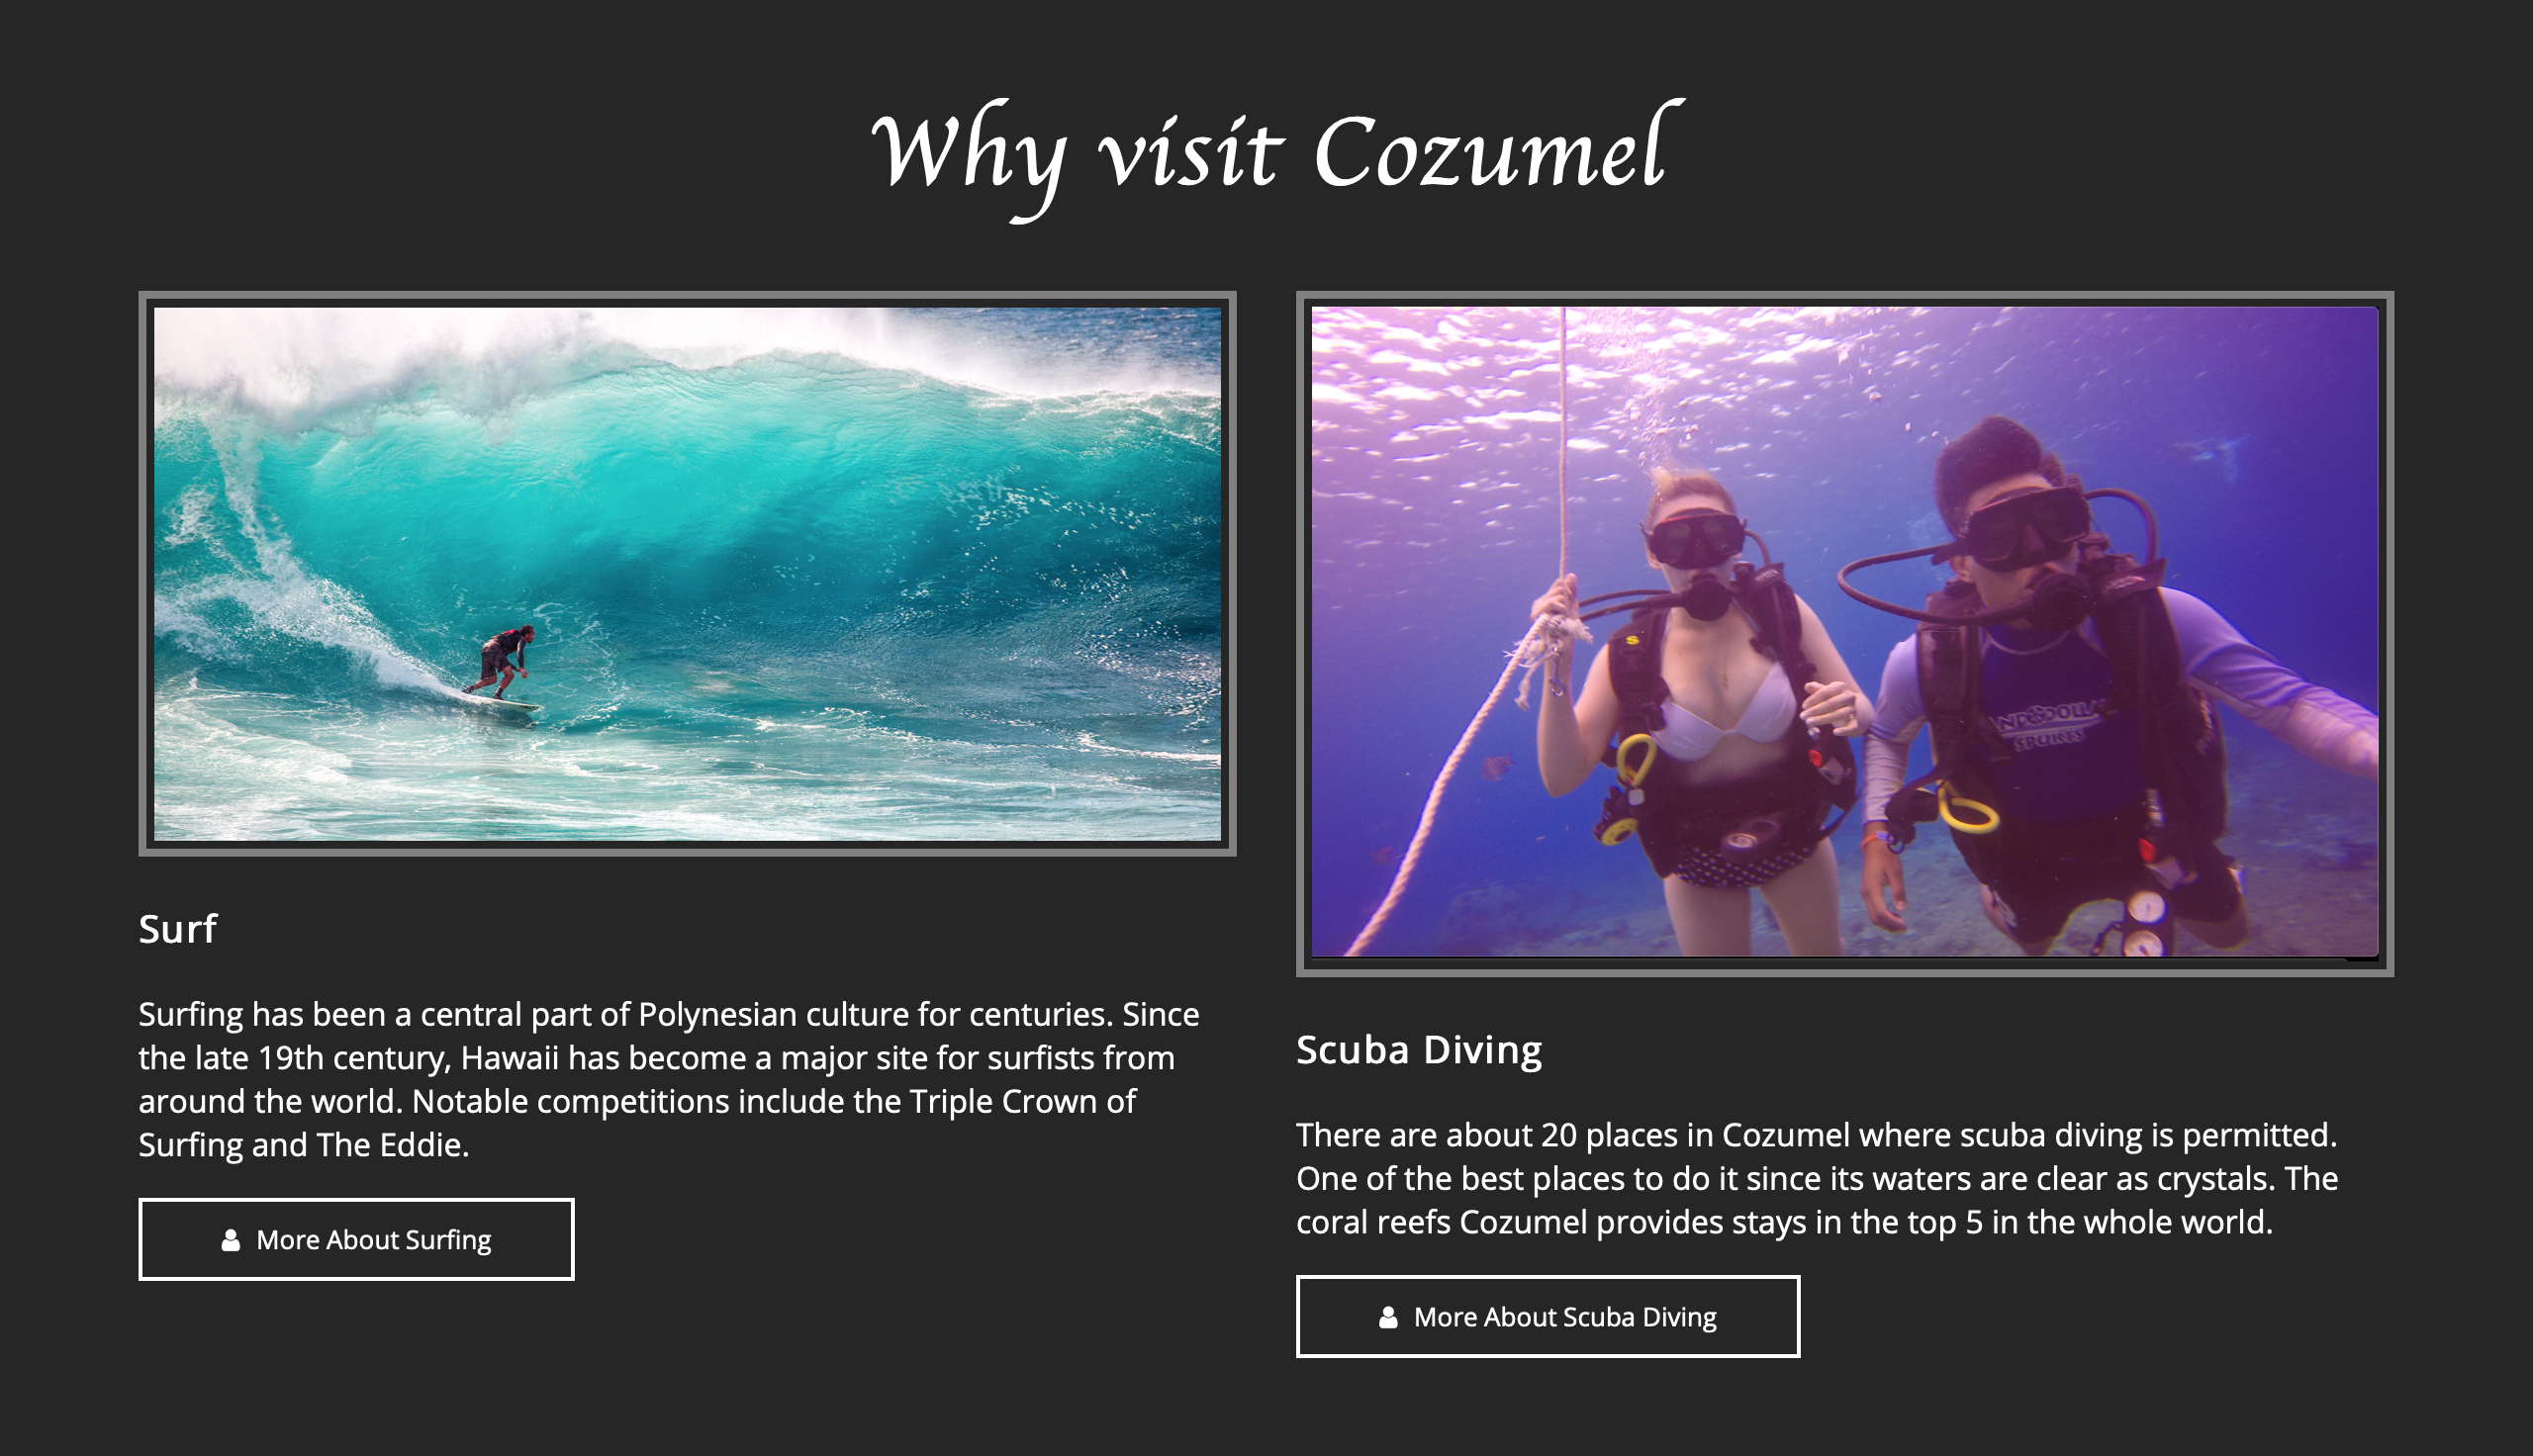 Why visit Cozumel
SPORTS
Surf
Surfing has been a central part of Polynesian culture for centuries. Since
the late 19th century, Hawaii has become a major site for surfists from
around the world. Notable competitions include the Triple Crown of
Surfing and The Eddie.
More About Surfing
Scuba Diving
There are about 20 places in Cozumel where scuba diving is permitted.
One of the best places to do it since its waters are clear as crystals. The
coral reefs Cozumel provides stays in the top 5 in the whole world.
More About Scuba Diving